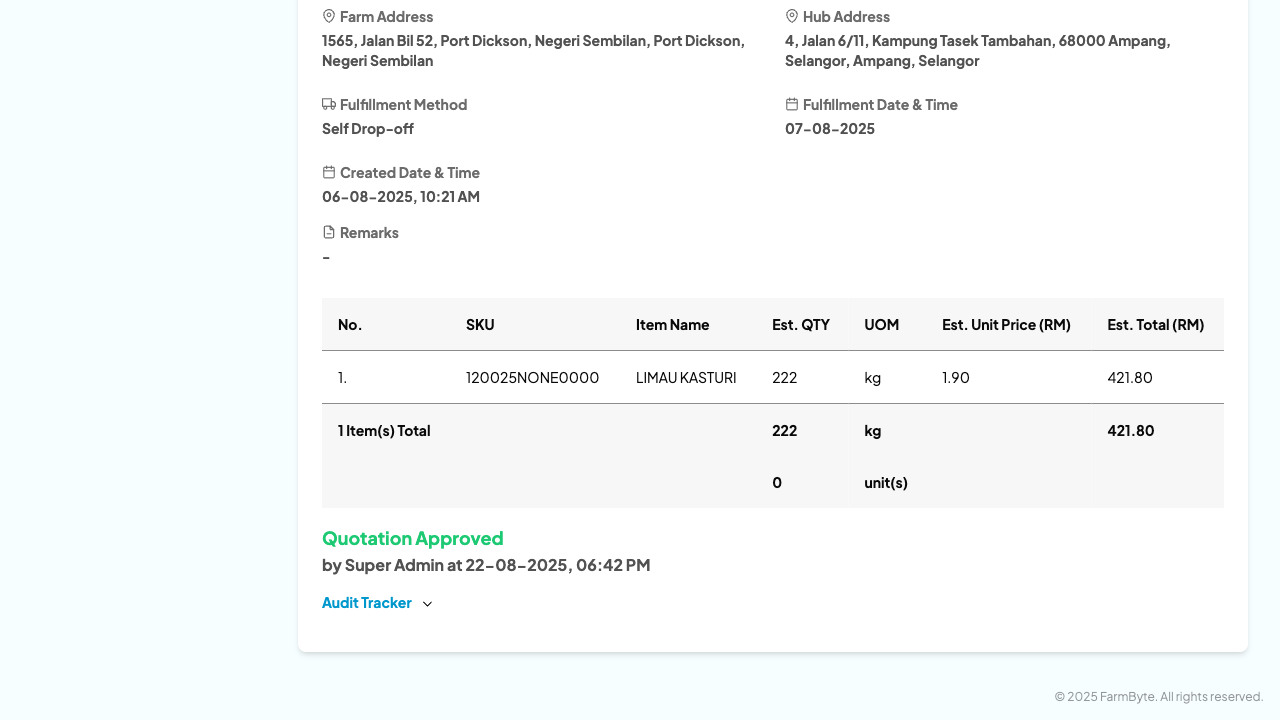 Farm Address
1565, Jalan Bil 52, Port Dickson, Negeri Sembilan, Port Dickson,
Negeri Sembilan
Hub Address
4, Jalan 6/11, Kampung Tasek Tambahan, 68000 Ampang,
Selangor, Ampang, Selangor
Fulfillment Method
Self Drop-off
Fulfillment Date & Time
07-08-2025
Created Date & Time
06-08-2025, 10:21 AM
Remarks
-
No. SKU Item Name Est. QTY UOM Est. Unit Price (RM) Est. Total (RM)
1. 120025NONE0000 LIMAU KASTURI 222 kg 1.90 421.80
1 Item(s) Total 222 kg 421.80
0 unit(s)
Quotation Approved
by Super Admin at 22-08-2025, 06:42 PM
Audit Tracker
© 2025 FarmByte. All rights reserved.